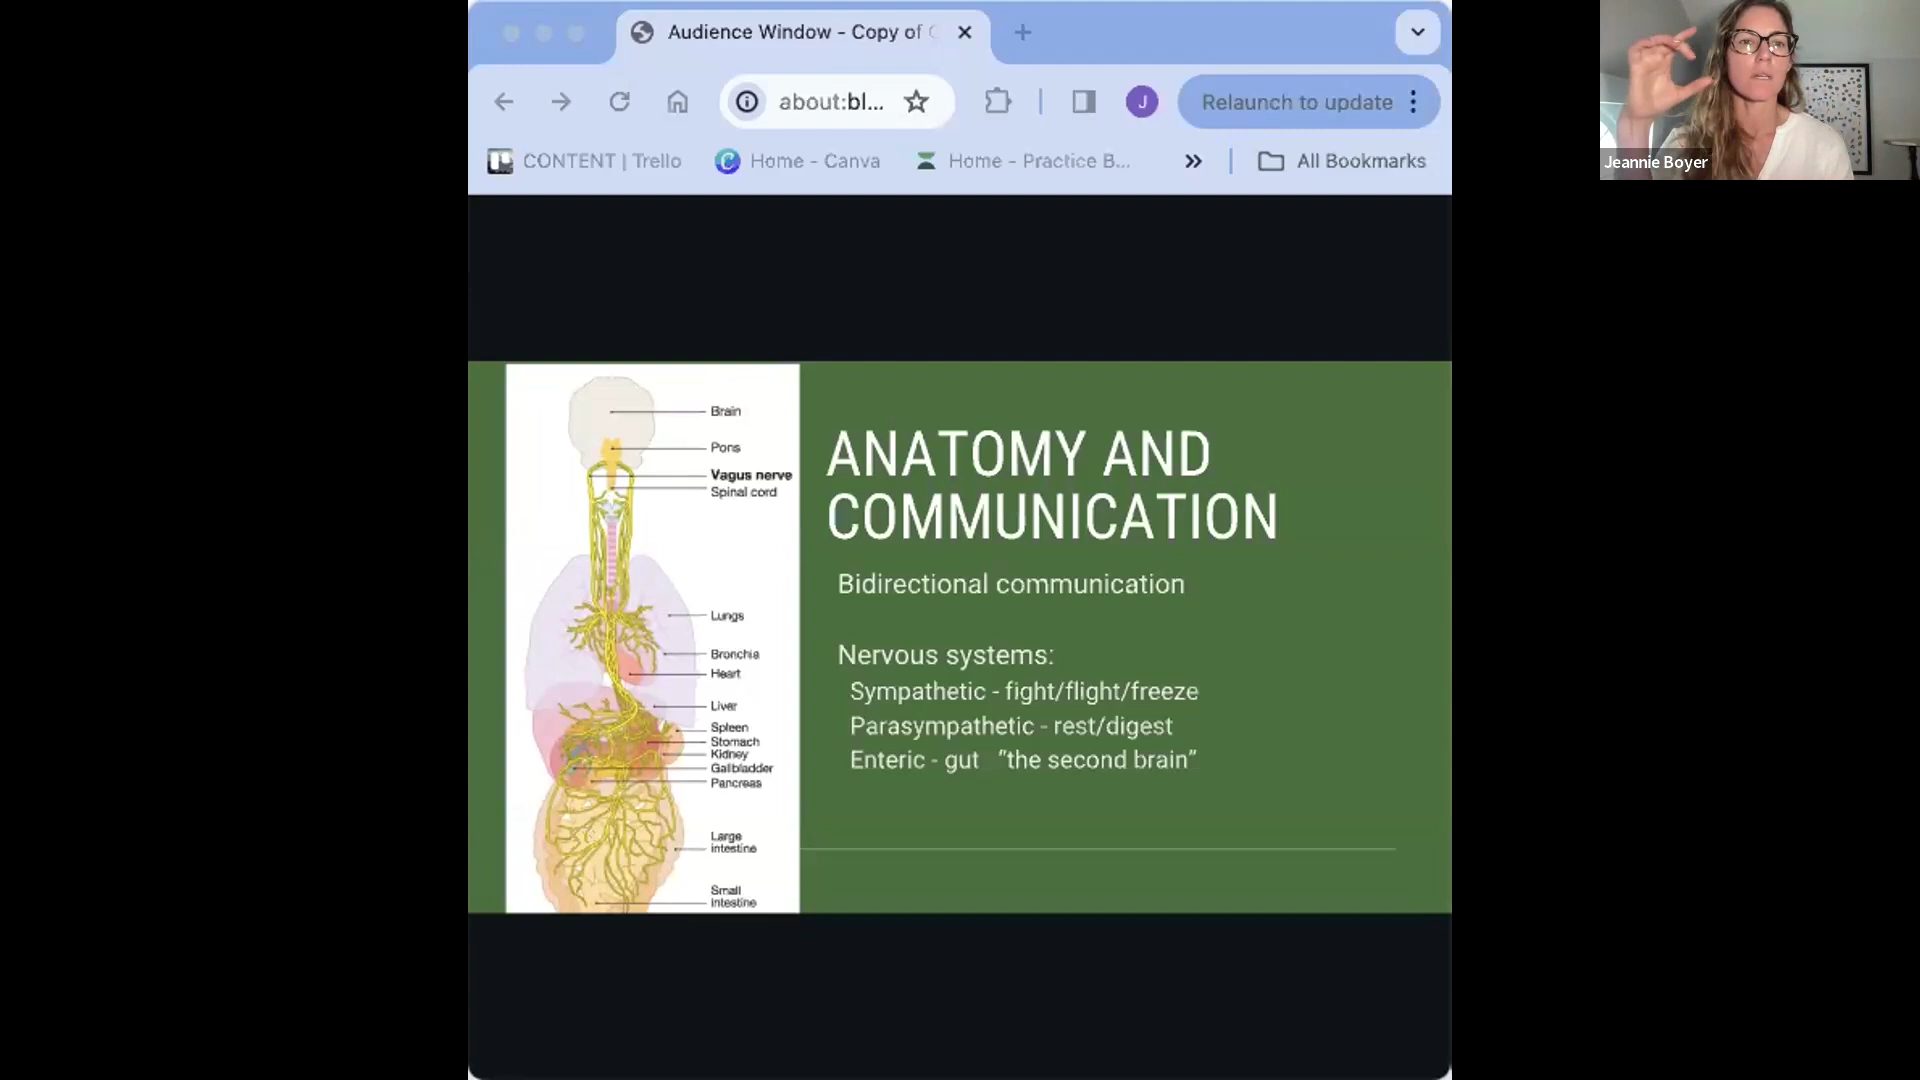 Audience Window - Copy of
about:bl...
J
Relaunch to update
CONTENT | Trello
Home - Canva
Home - Practice B...
All Bookmarks
Jeannie Boyer
Brain
Pons
Vagus nerve
Spinal cord
Lungs
Bronchia
Heart
Liver
Spleen
Stomach
Kidney
Gallbladder
Pancreas
Large
intestine
Small
intestine
ANATOMY AND
COMMUNICATION
Bidirectional communication
Nervous systems:
Sympathetic - fight/flight/freeze
Parasympathetic - rest/digest
Enteric - gut "the second brain"